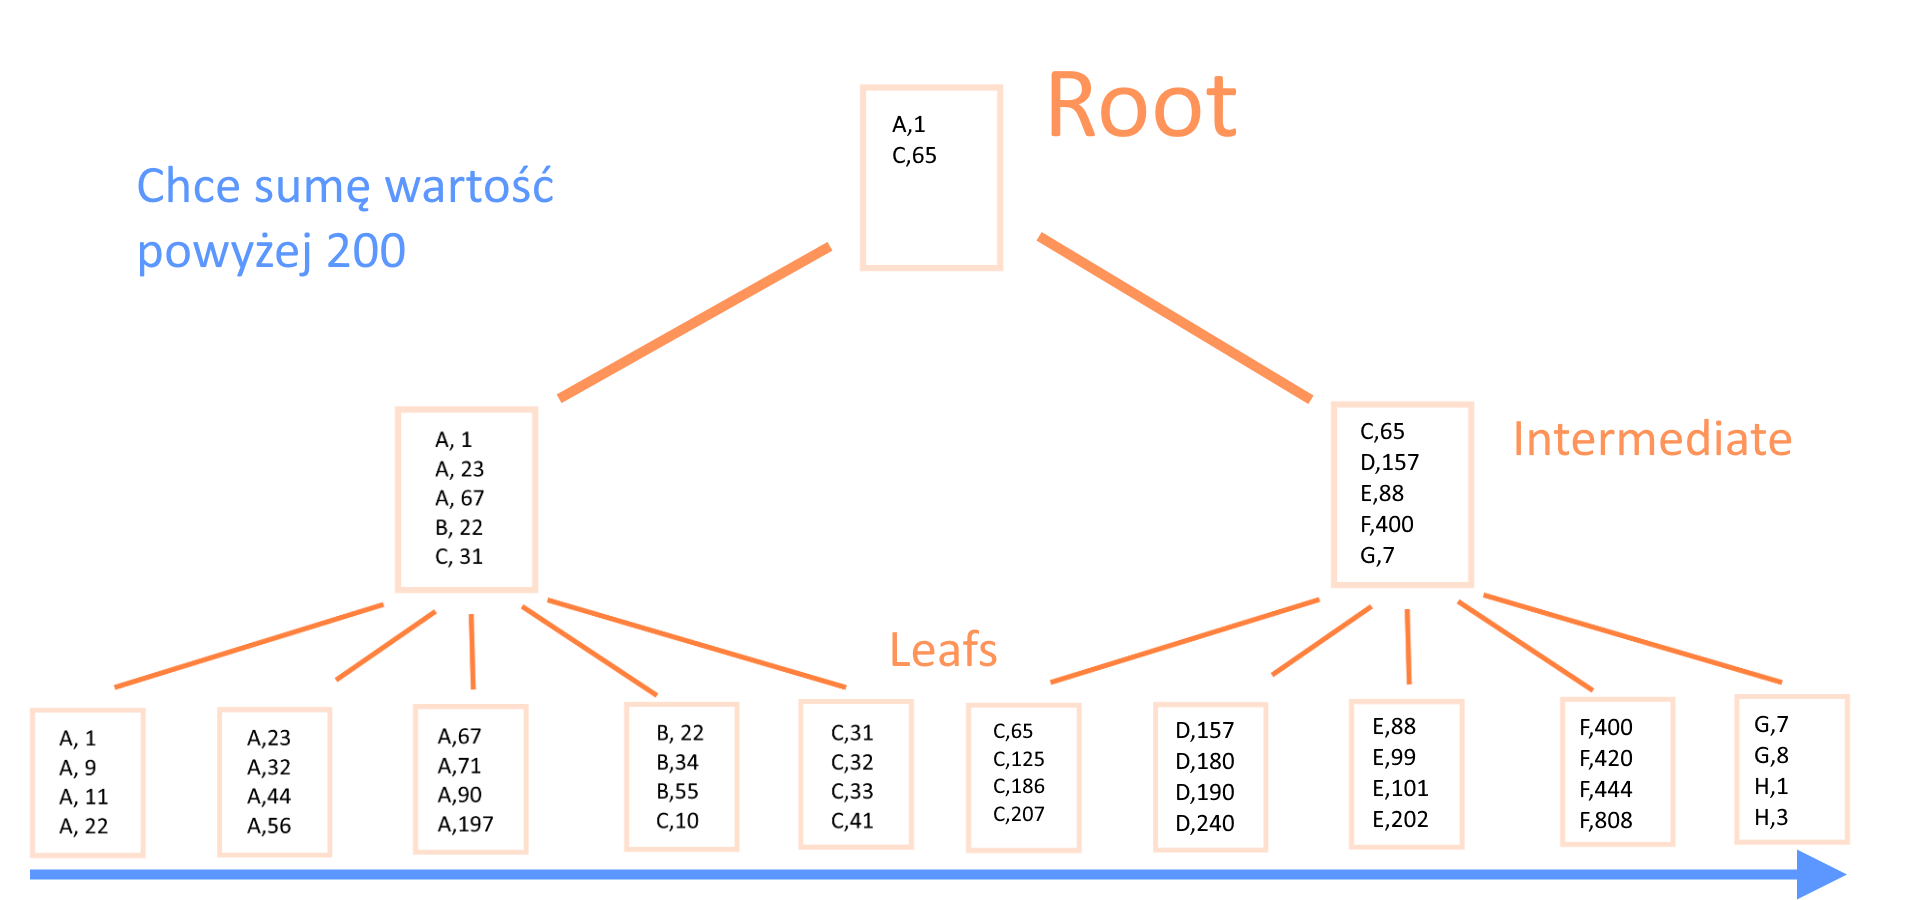 Root
A,1
C,65
Chce sumę wartość
powyżej 200
A, 1
A, 23
A, 67
B, 22
C, 31
C,65
D,157
E,88
F,400
G,7
Intermediate
Leafs
A, 1
A, 9
A, 11
A, 22
A,23
A,32
A,44
A,56
A,67
A,71
A,90
A,197
B, 22
B,34
B,55
C,10
C,31
C,32
C,33
C,41
C,65
C,125
C,186
C,207
D,157
D,180
D,190
D,240
E,88
E,99
E,101
E,202
F,400
F,420
F,444
F,808
G,7
G,8
H,1
H,3